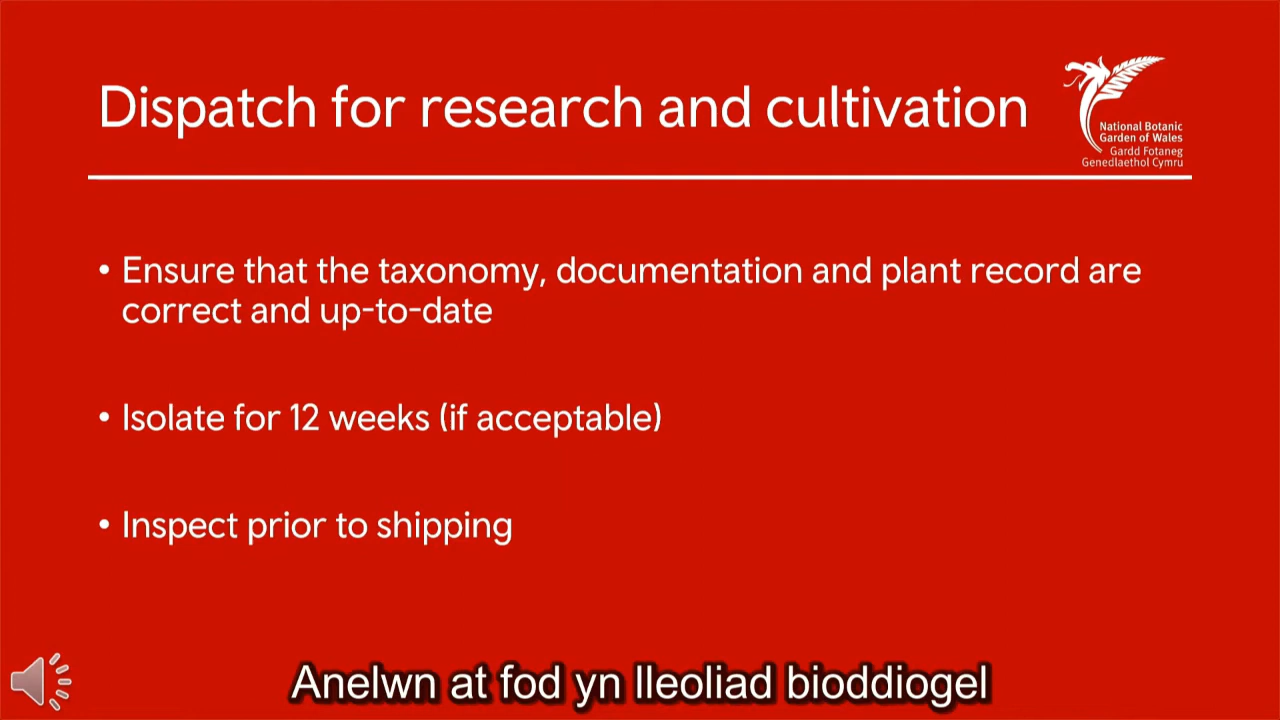 Dispatch for research and cultivation
National Botanic
Garden of Wales
Gardd Fotaneg
Genedlaethol Cymru
• Ensure that the taxonomy, documentation and plant record are
correct and up-to-date
• Isolate for 12 weeks (if acceptable)
• Inspect prior to shipping
Anelwn at fod yn lleoliad bioddiogel